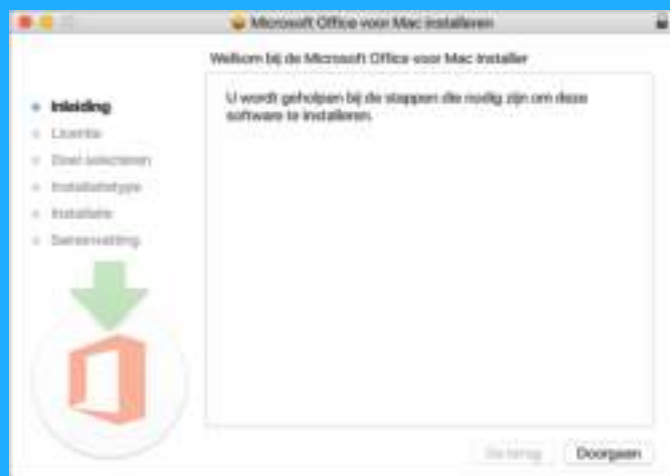 Microsoft Office voor Mac installeren
Welkom bij de Microsoft Office voor Mac Installer
U wordt geholpen bij de stappen die nodig zijn om deze
software te installeren.
Inleiding
Licentie
Doel selecteren
Installatietype
Installatie
Samenvatting
Ga terug
Doorgaan